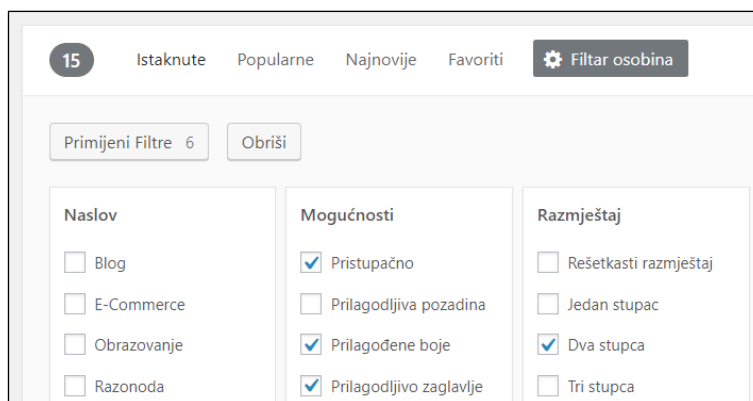 15 Istaknute Popularne Najnovije Favoriti Filtar osobina
Primijeni Filtre 6 Obriši
Naslov Mogućnosti Razmještaj
Blog Pristupačno Rešetkasti razmještaj
E-Commerce Prilagodljiva pozadina Jedan stupac
Obrazovanje Prilagođene boje Dva stupca
Razonoda Prilagodljivo zaglavlje Tri stupca